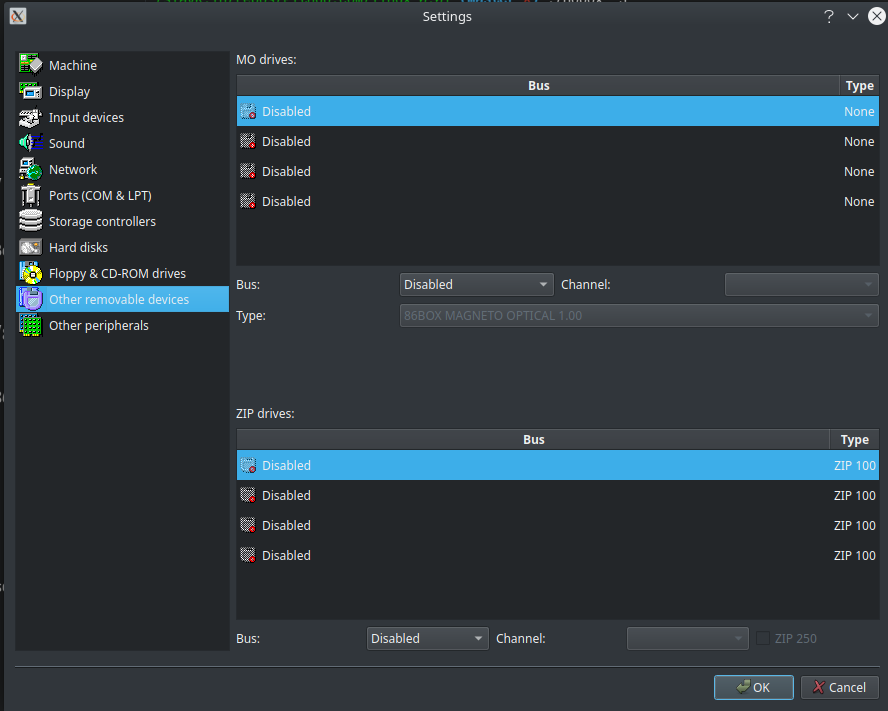 Settings
Machine
Display
Input devices
Sound
Network
Ports (COM & LPT)
Storage controllers
Hard disks
Floppy & CD-ROM drives
Other removable devices
Other peripherals
MO drives:
Bus Type
Disabled None
Disabled None
Disabled None
Disabled None
Bus: Disabled Channel:
Type: 86BOX MAGNETO OPTICAL 1.00
ZIP drives:
Bus Type
Disabled ZIP 100
Disabled ZIP 100
Disabled ZIP 100
Disabled ZIP 100
Bus: Disabled Channel: ZIP 250
OK Cancel